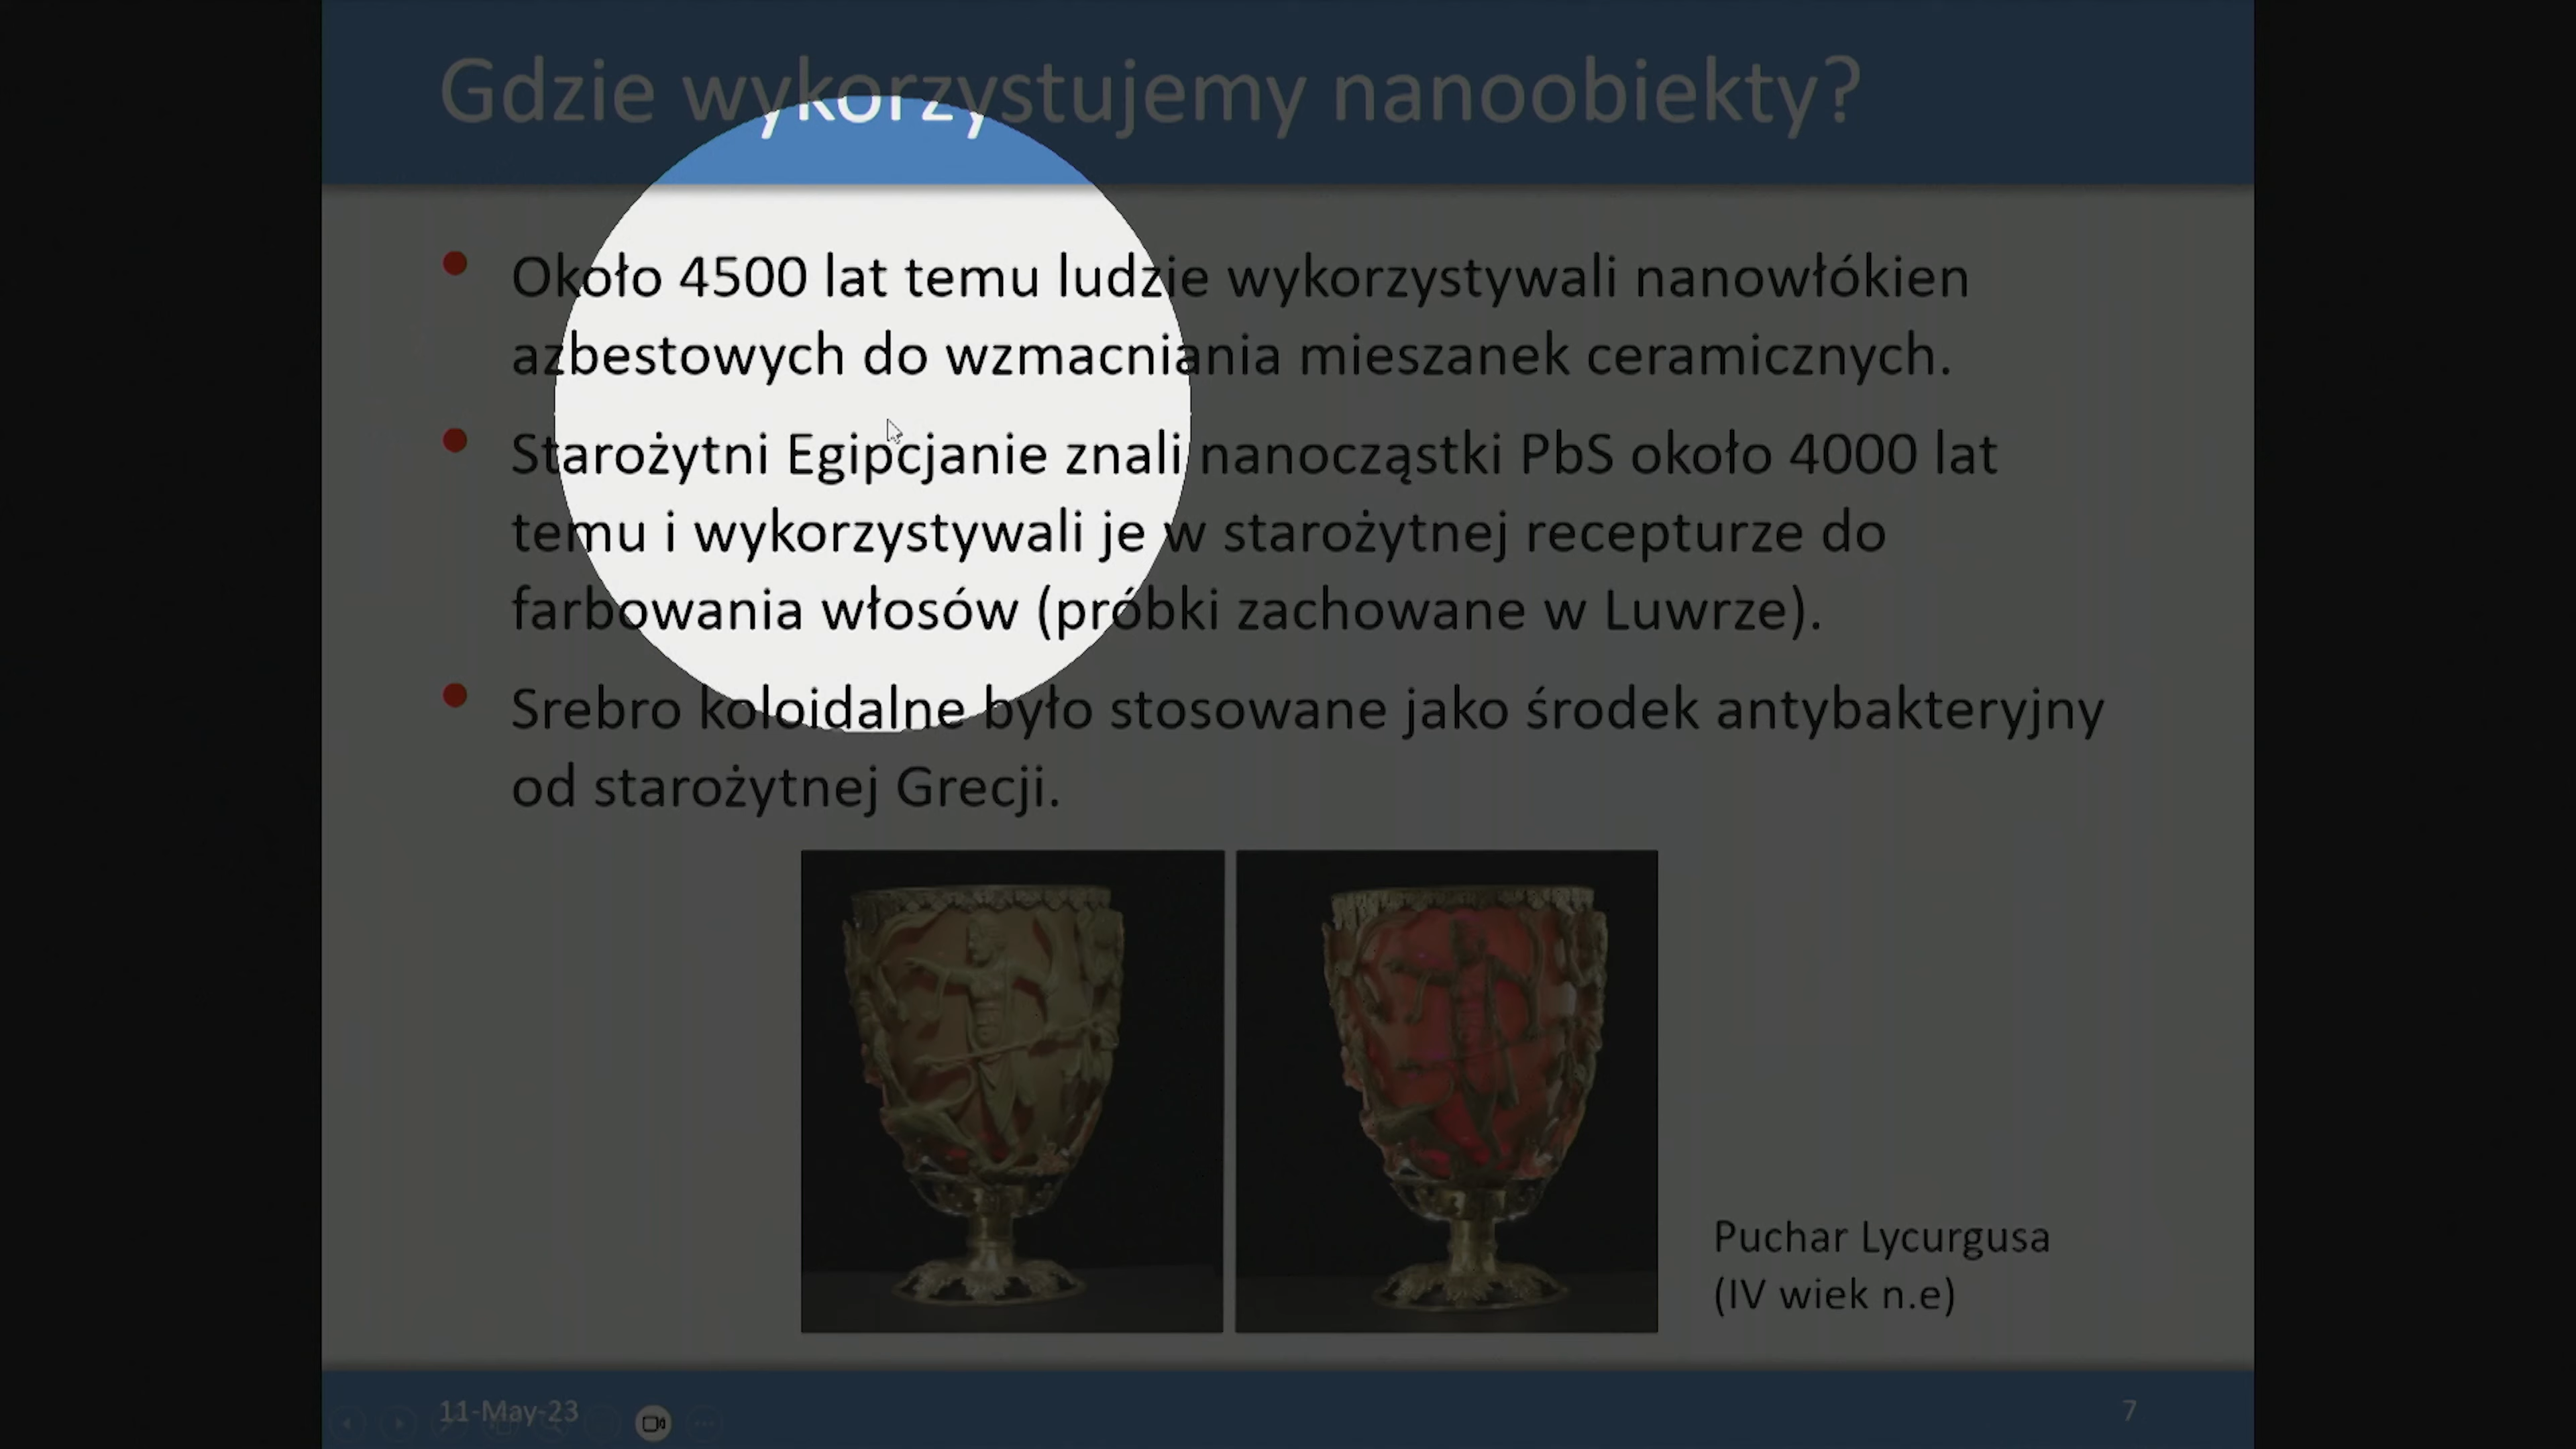 Gdzie wykorzystujemy nanoobiekty?
• Około 4500 lat temu ludzie wykorzystywali nanowłókien
azbestowych do wzmacniania mieszanek ceramicznych.
• Starożytni Egipcjanie znali nanocząstki PbS około 4000 lat
temu i wykorzystywali je w starożytnej recepturze do
farbowania włosów (próbki zachowane w Luwrze).
• Srebro koloidalne było stosowane jako środek antybakteryjny
od starożytnej Grecji.
Puchar Lycurgusa
(IV wiek n.e)
11-May-23
7